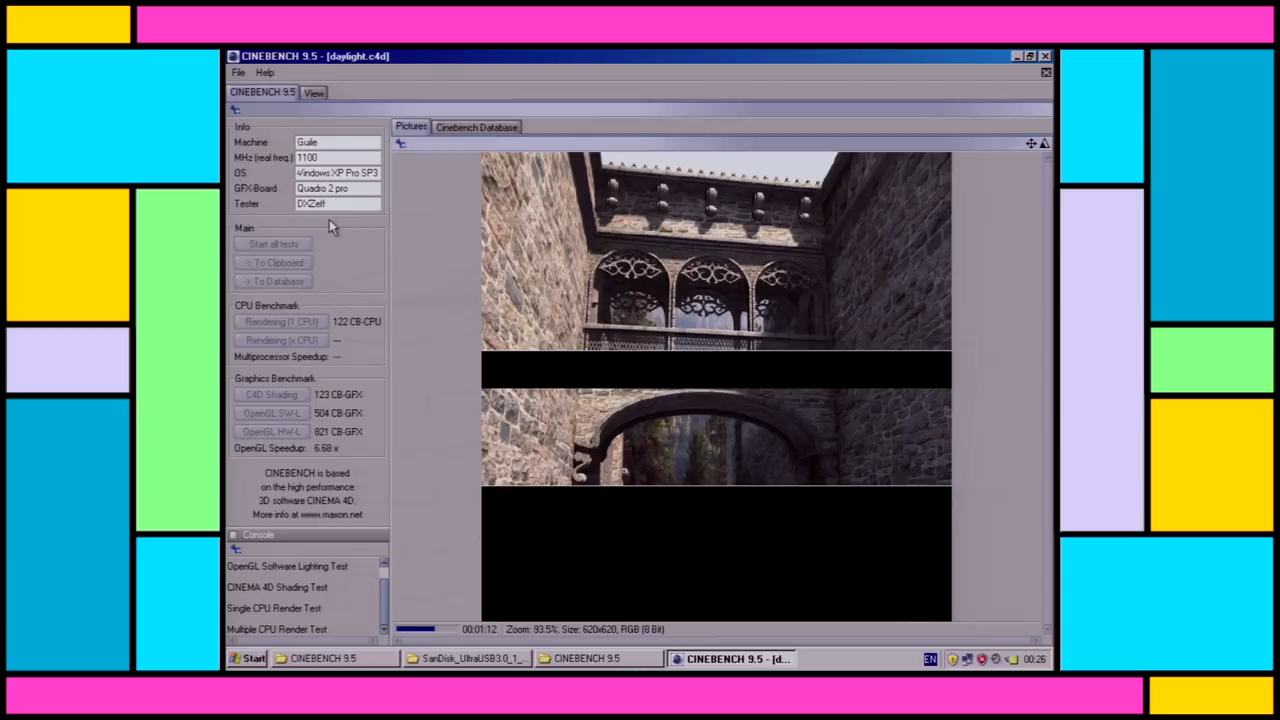 CINEBENCH 9.5 - [daylight.c4d]
File Help
CINEBENCH 9.5 View
Info
Machine Guile
MHz (real freq.) 1100
OS Windows XP Pro SP3
GFX-Board Quadro 2 pro
Tester DXZeff
Main
Start all tests
-> To Clipboard
-> To Database
CPU Benchmark
Rendering (1 CPU) 122 CB-CPU
Rendering (x CPU) ---
Multiprocessor Speedup: ---
Graphics Benchmark
C4D Shading 123 CB-GFX
OpenGL SW-L 504 CB-GFX
OpenGL HW-L 821 CB-GFX
OpenGL Speedup: 6.68 x
CINEBENCH is based
on the high performance
3D software CINEMA 4D.
More info at www.maxon.net
Console
OpenGL Software Lighting Test
CINEMA 4D Shading Test
Single CPU Render Test
Multiple CPU Render Test
Pictures Cinebench Database
00:01:12 Zoom: 93.5%, Size: 620x620, RGB (8 Bit)
Start CINEBENCH 9.5 SanDisk_UltraUSB3.0_1_... CINEBENCH 9.5 CINEBENCH 9.5 - [d... EN 00:26